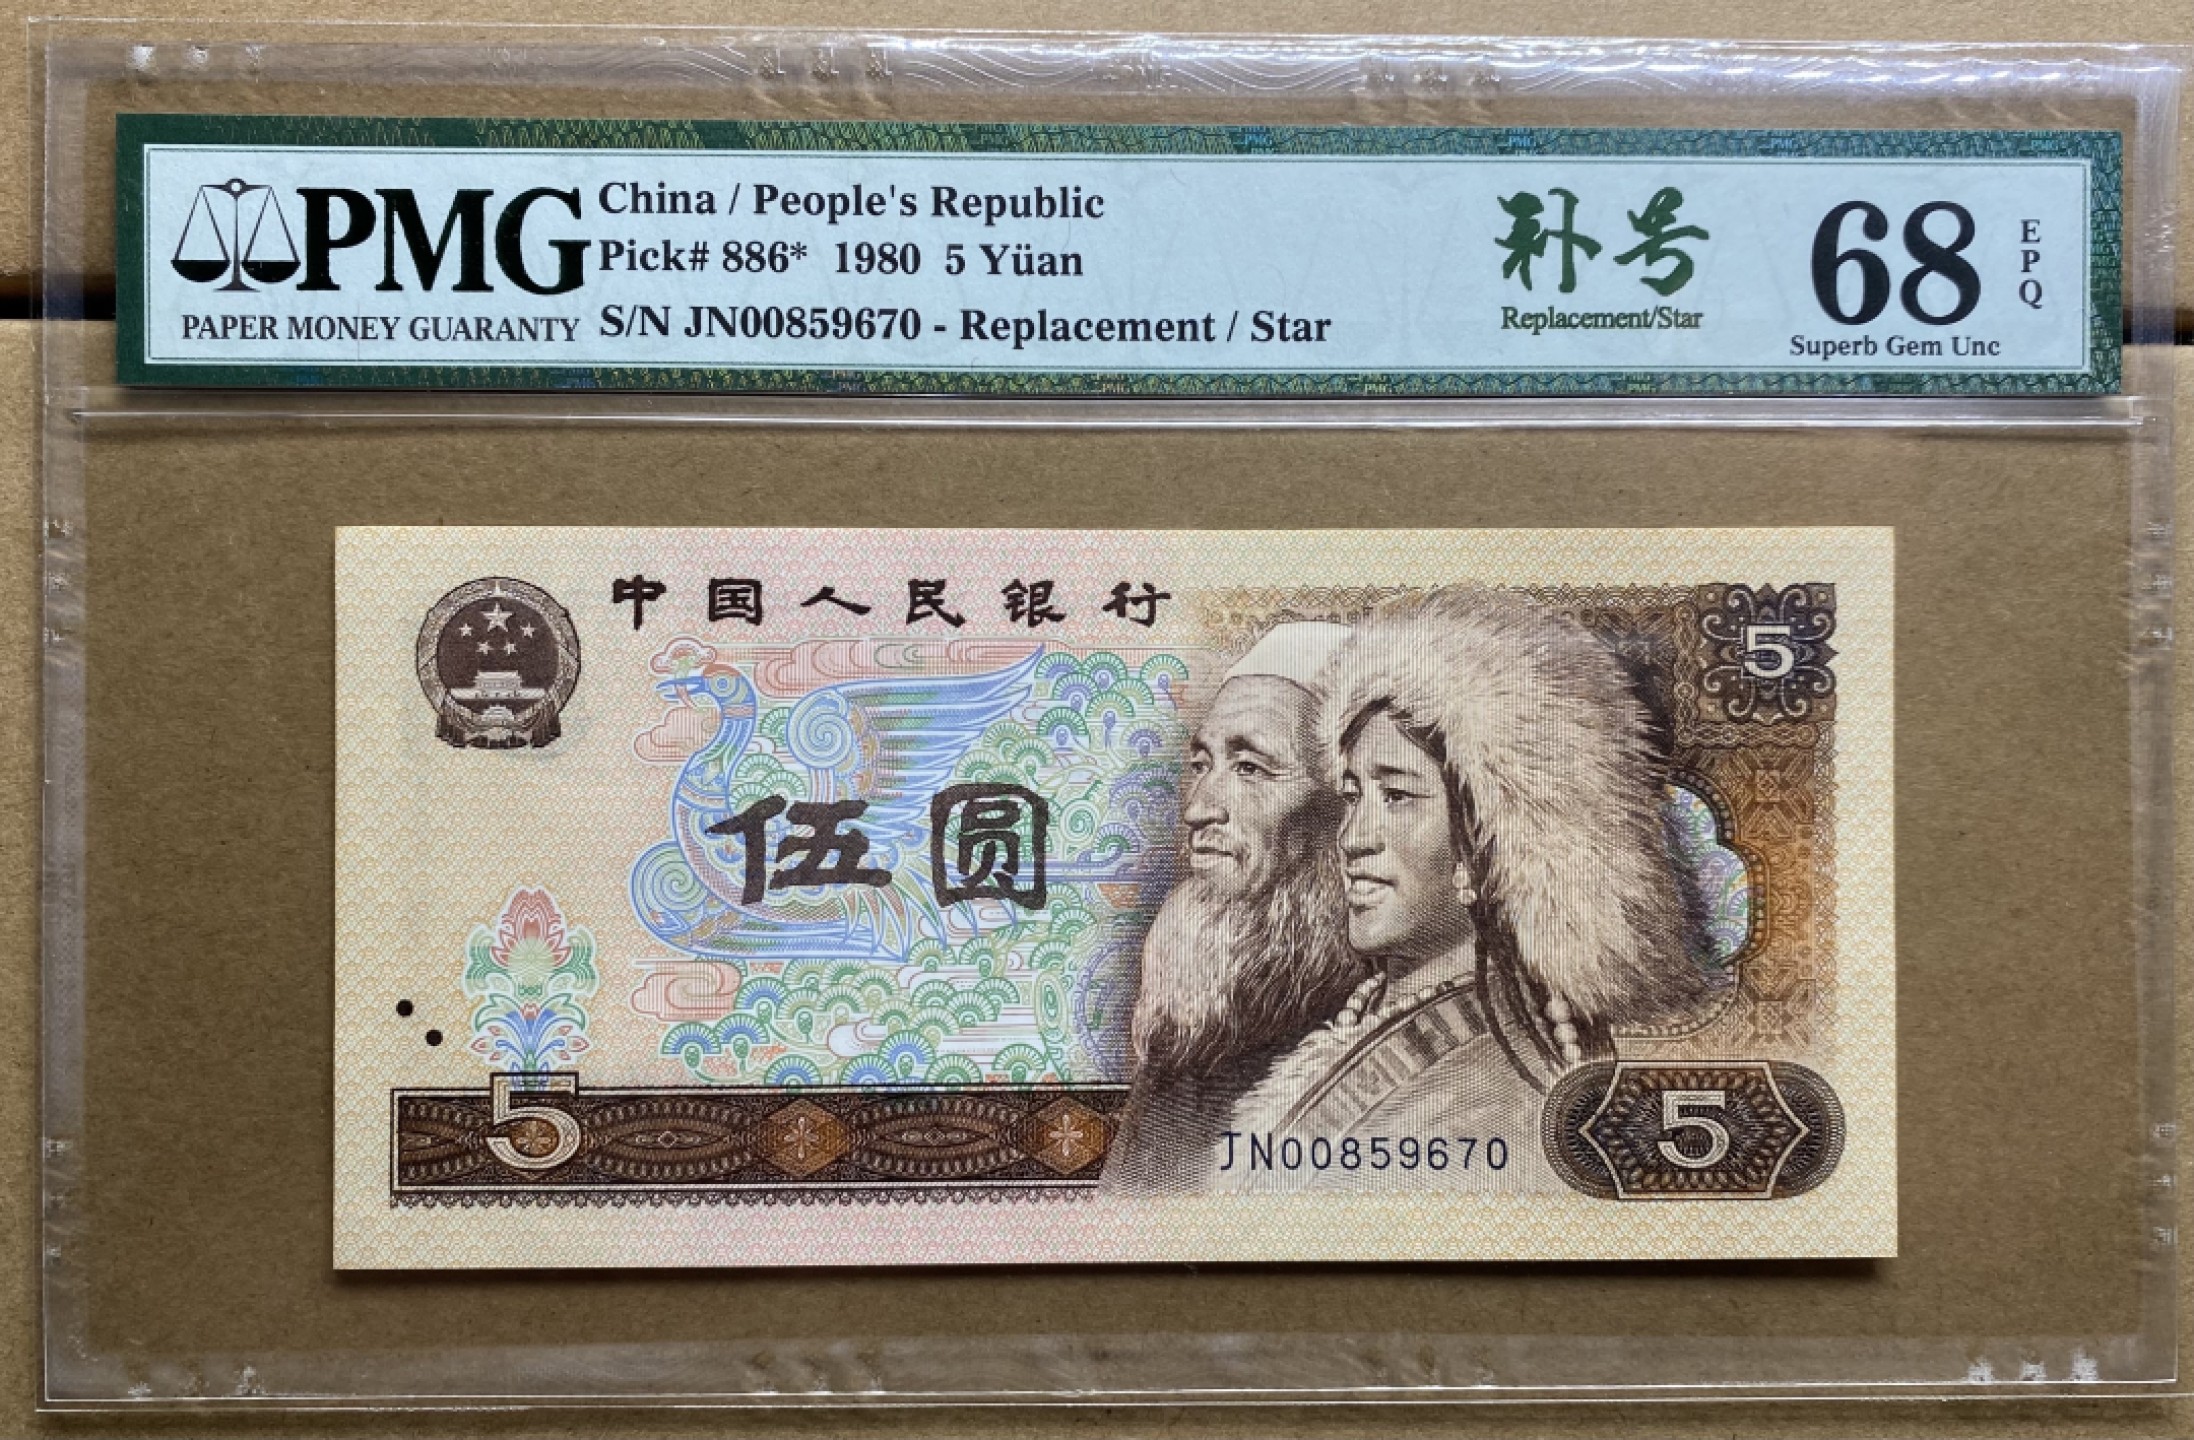 PMG
PAPER MONEY GUARANTY
China / People's Republic
Pick# 886* 1980 5 Yüan
S/N JN00859670 - Replacement / Star
补号
Replacement/Star
68
EPQ
Superb Gem Unc
中国人民银行
5
伍圆
5
JN00859670
5